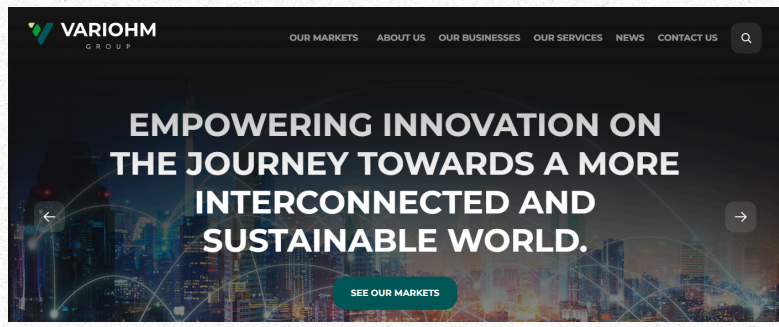 VARIOHM
GROUP
OUR MARKETS ABOUT US OUR BUSINESSES OUR SERVICES NEWS CONTACT US
EMPOWERING INNOVATION ON
THE JOURNEY TOWARDS A MORE
INTERCONNECTED AND
SUSTAINABLE WORLD.
SEE OUR MARKETS